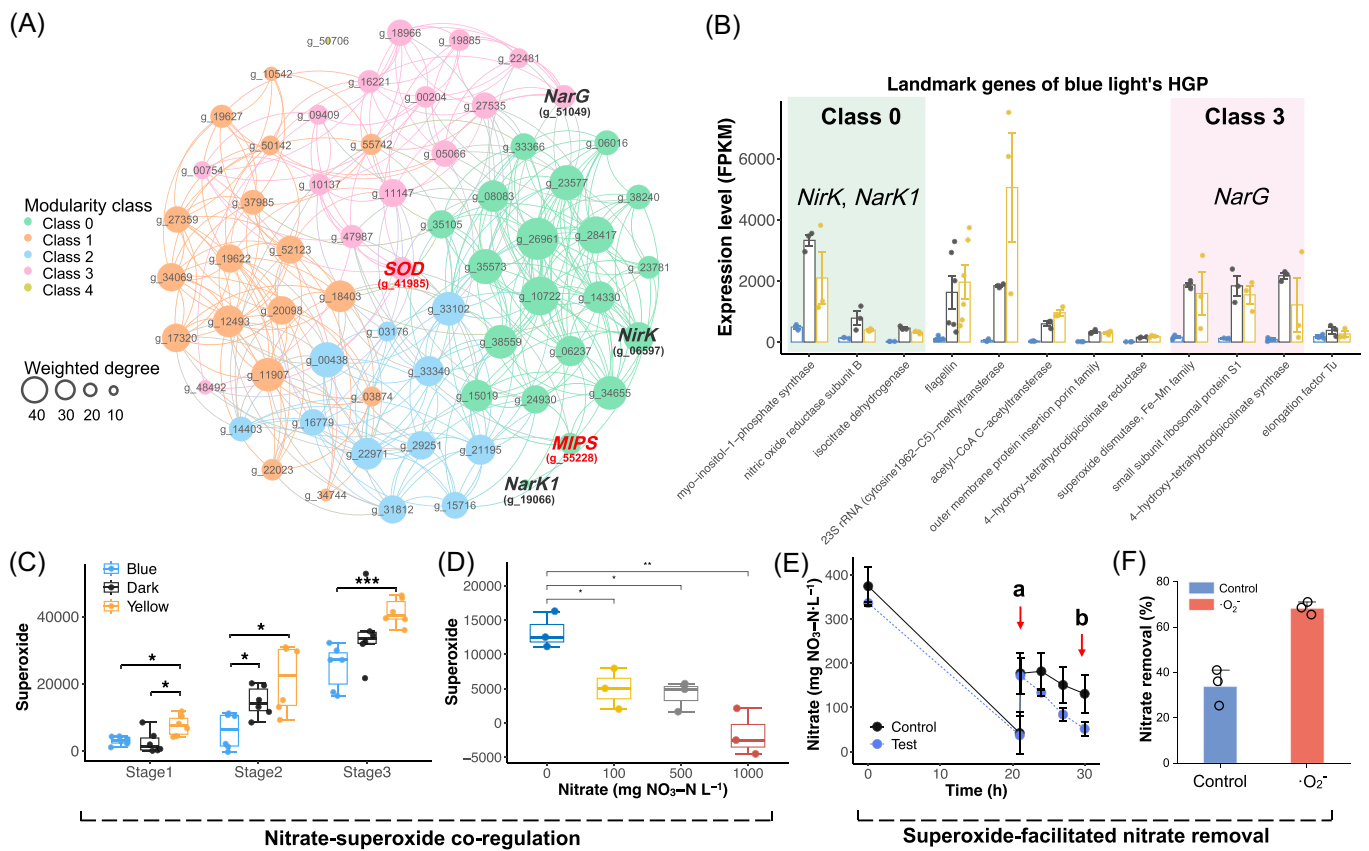 (A)
g_50706
g_18966
g_19885
g_22481
g_10542
g_16221
g_00204
g_27535
NarG
(g_51049)
g_19627
g_09409
g_50142
g_55742
g_33366
g_06016
g_05066
g_00754
g_10137
g_11147
g_08083
g_23577
g_38240
Modularity class
Class 0
Class 1
Class 2
Class 3
Class 4
g_37985
g_27359
g_35105
g_26961
g_28417
g_47987
g_19622
g_52123
g_35573
g_23781
SOD
(g_41985)
g_34069
g_18403
g_10722
g_14330
g_20098
g_33102
g_12493
g_03176
g_17320
g_38559
NirK
(g_06597)
g_00438
g_06237
Weighted degree
40 30 20 10
g_11907
g_33340
g_48492
g_03874
g_15019
g_24930
g_34655
g_14403
g_16779
g_22971
g_29251
g_21195
MIPS
(g_55228)
g_22023
g_34744
NarK1
(g_19066)
g_31812
g_15716
(B)
Landmark genes of blue light's HGP
Class 0
Class 3
NirK, NarK1
NarG
Expression level (FPKM)
6000
4000
2000
0
myo−inositol−1−phosphate synthase
nitric oxide reductase subunit B
isocitrate dehydrogenase
flagellin
23S rRNA (cytosine1962−C5)−methyltransferase
acetyl−CoA C−acetyltransferase
outer membrane protein insertion porin family
4−hydroxy−tetrahydrodipicolinate reductase
superoxide dismutase, Fe−Mn family
small subunit ribosomal protein S1
4−hydroxy−tetrahydrodipicolinate synthase
elongation factor Tu
(C)
Blue
Dark
Yellow
Superoxide
40000
20000
0
*
*
*
*
***
Stage1 Stage2 Stage3
(D)
Superoxide
20000
15000
10000
5000
0
−5000
**
*
*
0 100 500 1000
Nitrate (mg NO₃−N L⁻¹)
Nitrate-superoxide co-regulation
(E)
Nitrate (mg NO₃−N·L⁻¹)
400
300
200
100
0
a
b
Control
Test
0 10 20 30
Time (h)
(F)
Nitrate removal (%)
80
60
40
20
0
Control
·O₂⁻
Control ·O₂⁻
Superoxide-facilitated nitrate removal